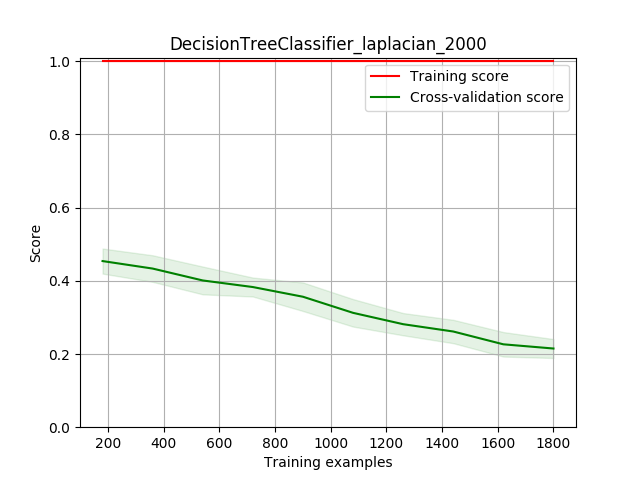 DecisionTreeClassifier_laplacian_2000
Training score
Cross-validation score
1.0
0.8
0.6
0.4
0.2
0.0
Score
200 400 600 800 1000 1200 1400 1600 1800
Training examples